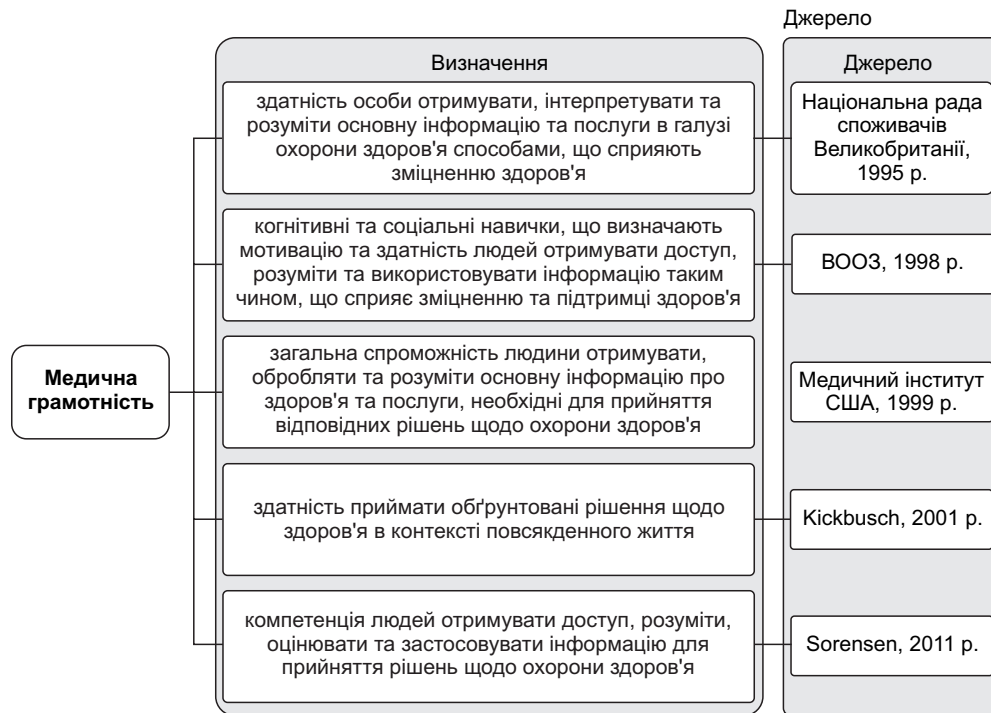 Джерело
Визначення
Джерело
здатність особи отримувати, інтерпретувати та
розуміти основну інформацію та послуги в галузі
охорони здоров'я способами, що сприяють
зміцненню здоров'я
Національна рада
споживачів
Великобританії,
1995 р.
когнітивні та соціальні навички, що визначають
мотивацію та здатність людей отримувати доступ,
розуміти та використовувати інформацію таким
чином, що сприяє зміцненню та підтримці здоров'я
ВООЗ, 1998 р.
Медична
грамотність
загальна спроможність людини отримувати,
обробляти та розуміти основну інформацію про
здоров'я та послуги, необхідні для прийняття
відповідних рішень щодо охорони здоров'я
Медичний інститут
США, 1999 р.
здатність приймати обґрунтовані рішення щодо
здоров'я в контексті повсякденного життя
Kickbusch, 2001 р.
компетенція людей отримувати доступ, розуміти,
оцінювати та застосовувати інформацію для
прийняття рішень щодо охорони здоров'я
Sorensen, 2011 р.